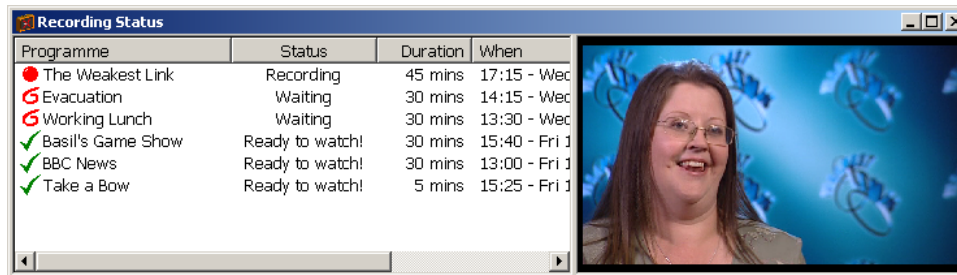 Recording Status
Programme Status Duration When
The Weakest Link Recording 45 mins 17:15 - Wed
Evacuation Waiting 30 mins 14:15 - Wed
Working Lunch Waiting 30 mins 13:30 - Wed
Basil's Game Show Ready to watch! 30 mins 15:40 - Fri 1
BBC News Ready to watch! 30 mins 13:00 - Fri 1
Take a Bow Ready to watch! 5 mins 15:25 - Fri 1